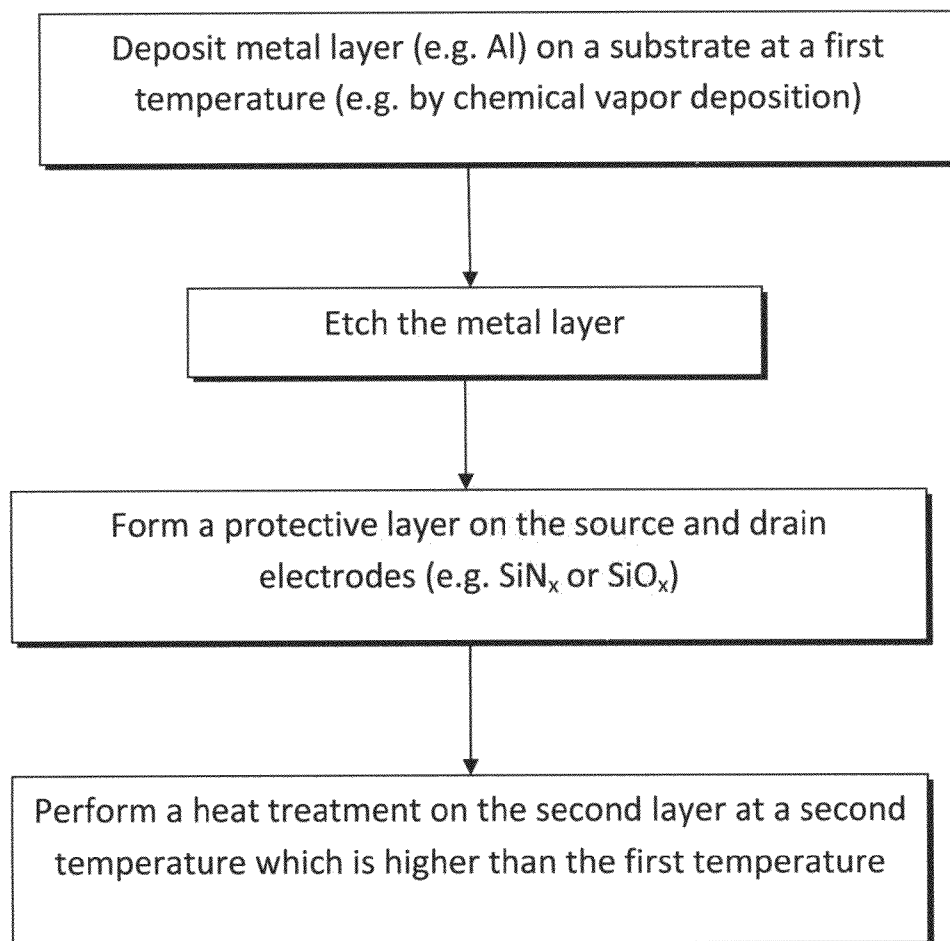 Deposit metal layer (e.g. Al) on a substrate at a first
temperature (e.g. by chemical vapor deposition)
Etch the metal layer
Form a protective layer on the source and drain
electrodes (e.g. SiNx or SiOx)
Perform a heat treatment on the second layer at a second
temperature which is higher than the first temperature